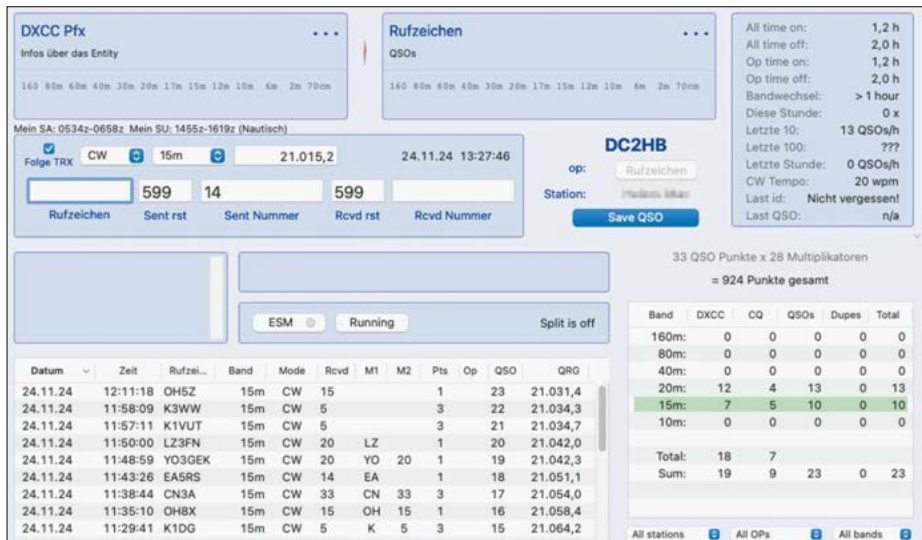 DXCC Pfx
• • •
Infos über das Entity
160 80m 60m 40m 30m 20m 17m 15m 12m 10m 6m 2m 70cm
Rufzeichen
• • •
QSOs
160 80m 60m 40m 30m 20m 17m 15m 12m 10m 6m 2m 70cm
All time on: 1,2 h
All time off: 2,0 h
Op time on: 1,2 h
Op time off: 2,0 h
Bandwechsel: > 1 hour
Diese Stunde: 0 x
Letzte 10: 13 QSOs/h
Letzte 100: ???
Letzte Stunde: 0 QSOs/h
CW Tempo: 20 wpm
Last id: Nicht vergessen!
Last QSO: n/a
Mein SA: 0534z-0658z Mein SU: 1455z-1619z (Nautisch)
Folge TRX CW 15m 21.015,2 24.11.24 13:27:46
599 14 599
Rufzeichen Sent rst Sent Nummer Rcvd rst Rcvd Nummer
DC2HB
op: Rufzeichen
Station:
Save QSO
33 QSO Punkte x 28 Multiplikatoren
= 924 Punkte gesamt
ESM Running Split is off
Band DXCC CQ QSOs Dupes Total
160m: 0 0 0 0 0
80m: 0 0 0 0 0
40m: 0 0 0 0 0
20m: 12 4 13 0 13
15m: 7 5 10 0 10
10m: 0 0 0 0 0
Total: 18 7
Sum: 19 9 23 0 23
All stations All OPs All bands
Datum Zeit Rufzei... Band Mode Rcvd M1 M2 Pts Op QSO QRG
24.11.24 12:11:18 OH5Z 15m CW 15 1 23 21.031,4
24.11.24 11:58:09 K3WW 15m CW 5 3 22 21.034,3
24.11.24 11:57:11 K1VUT 15m CW 5 3 21 21.034,7
24.11.24 11:50:00 LZ3FN 15m CW 20 LZ 1 20 21.042,0
24.11.24 11:48:59 YO3GEK 15m CW 20 YO 20 1 19 21.042,3
24.11.24 11:43:26 EA5RS 15m CW 14 EA 1 18 21.051,1
24.11.24 11:38:44 CN3A 15m CW 33 CN 33 3 17 21.054,0
24.11.24 11:35:10 OH8X 15m CW 15 OH 15 1 16 21.058,4
24.11.24 11:29:41 K1DG 15m CW 5 K 5 3 15 21.064,2